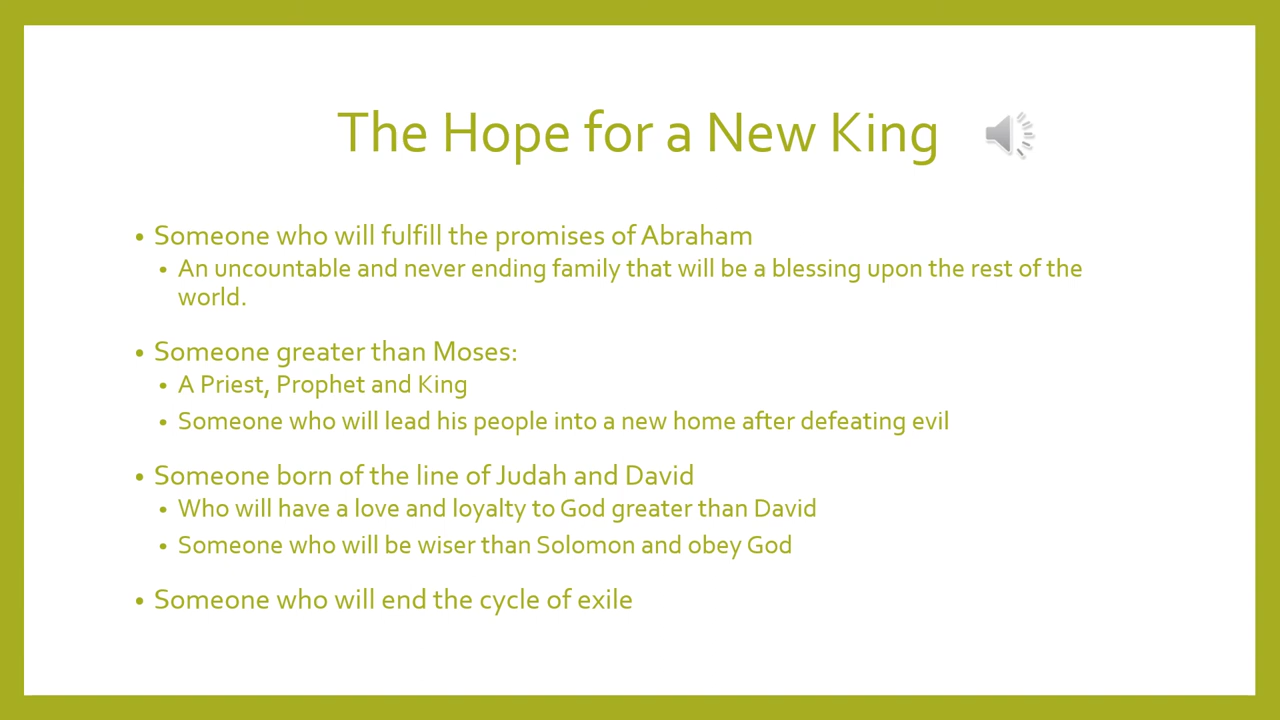 The Hope for a New King
• Someone who will fulfill the promises of Abraham
• An uncountable and never ending family that will be a blessing upon the rest of the
world.
• Someone greater than Moses:
• A Priest, Prophet and King
• Someone who will lead his people into a new home after defeating evil
• Someone born of the line of Judah and David
• Who will have a love and loyalty to God greater than David
• Someone who will be wiser than Solomon and obey God
• Someone who will end the cycle of exile